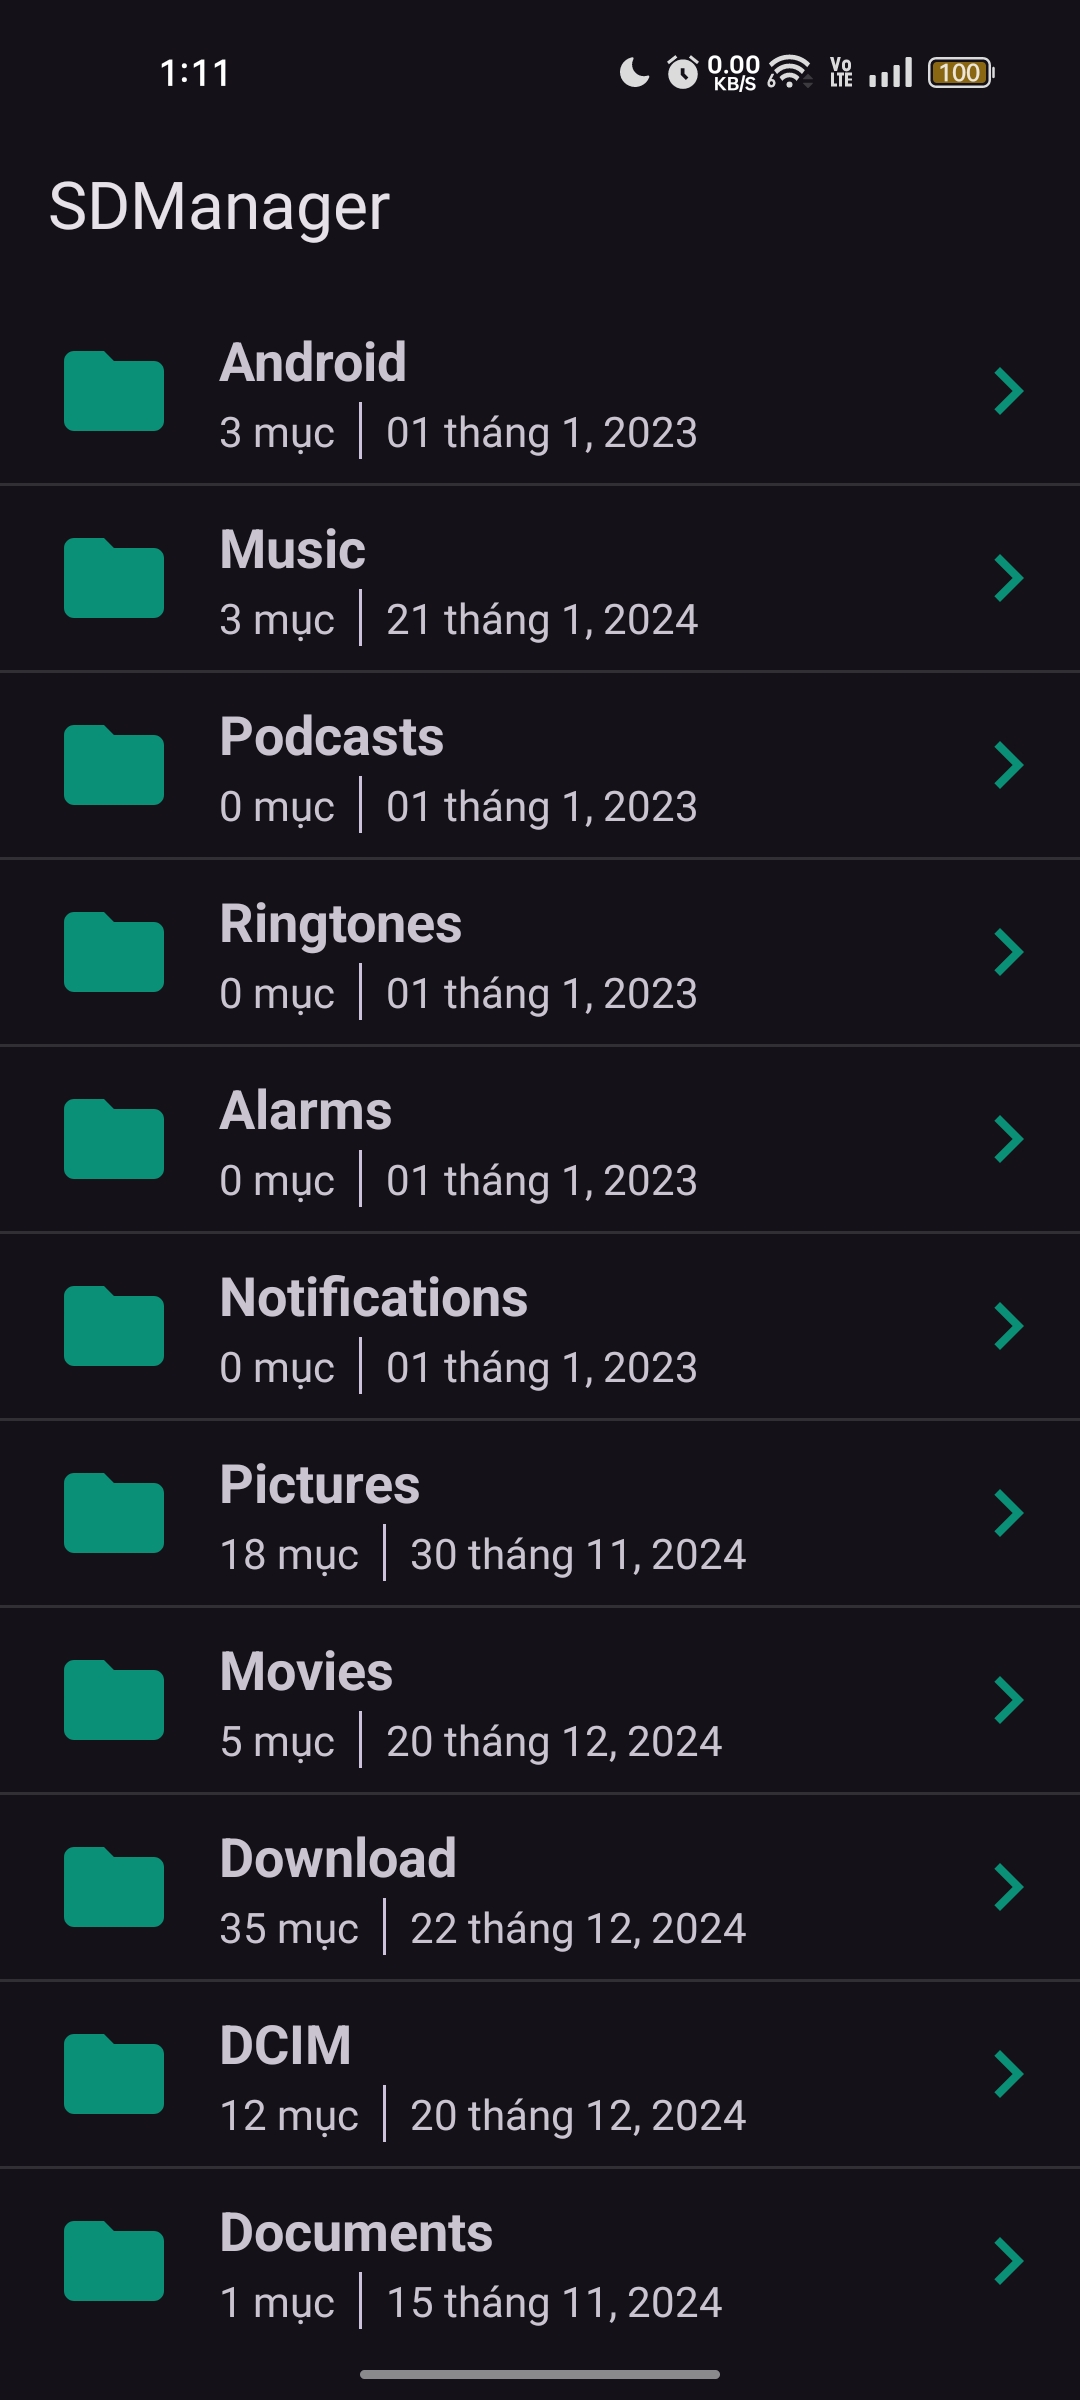 1:11 0.00 KB/S 6 Vo LTE 100
SDManager
Android
3 mục | 01 tháng 1, 2023
Music
3 mục | 21 tháng 1, 2024
Podcasts
0 mục | 01 tháng 1, 2023
Ringtones
0 mục | 01 tháng 1, 2023
Alarms
0 mục | 01 tháng 1, 2023
Notifications
0 mục | 01 tháng 1, 2023
Pictures
18 mục | 30 tháng 11, 2024
Movies
5 mục | 20 tháng 12, 2024
Download
35 mục | 22 tháng 12, 2024
DCIM
12 mục | 20 tháng 12, 2024
Documents
1 mục | 15 tháng 11, 2024